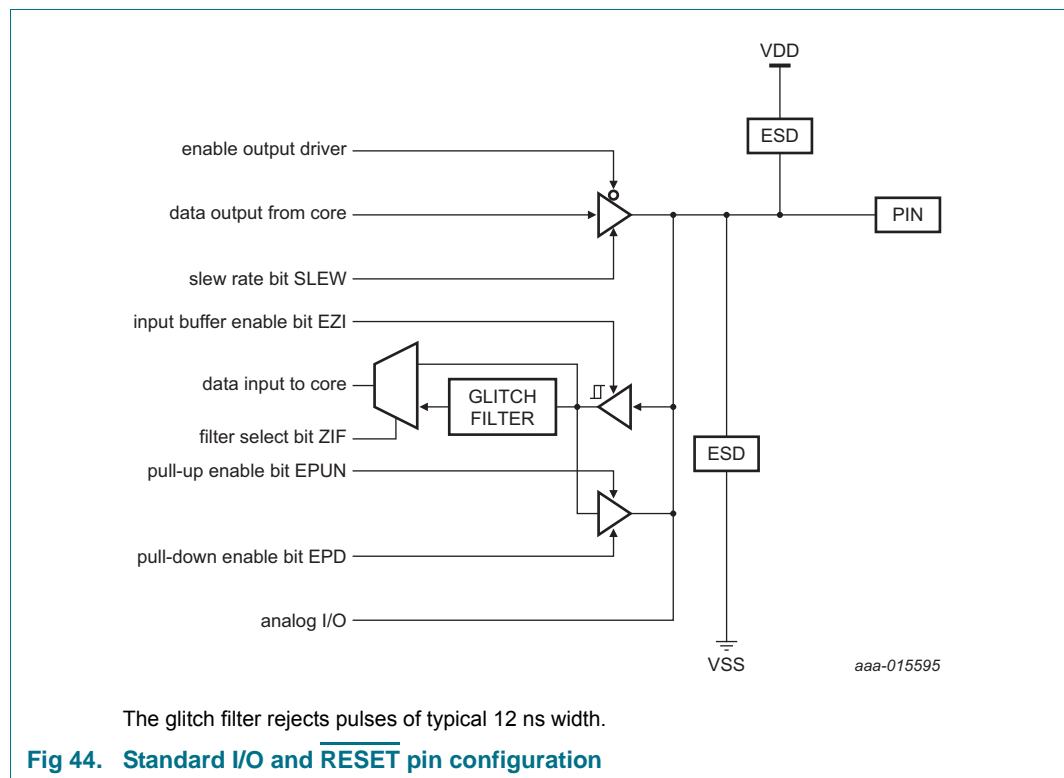 VDD
ESD
enable output driver
data output from core
PIN
slew rate bit SLEW
input buffer enable bit EZI
data input to core
GLITCH
FILTER
filter select bit ZIF
ESD
pull-up enable bit EPUN
pull-down enable bit EPD
analog I/O
VSS
aaa-015595
The glitch filter rejects pulses of typical 12 ns width.
Fig 44. Standard I/O and RESET pin configuration